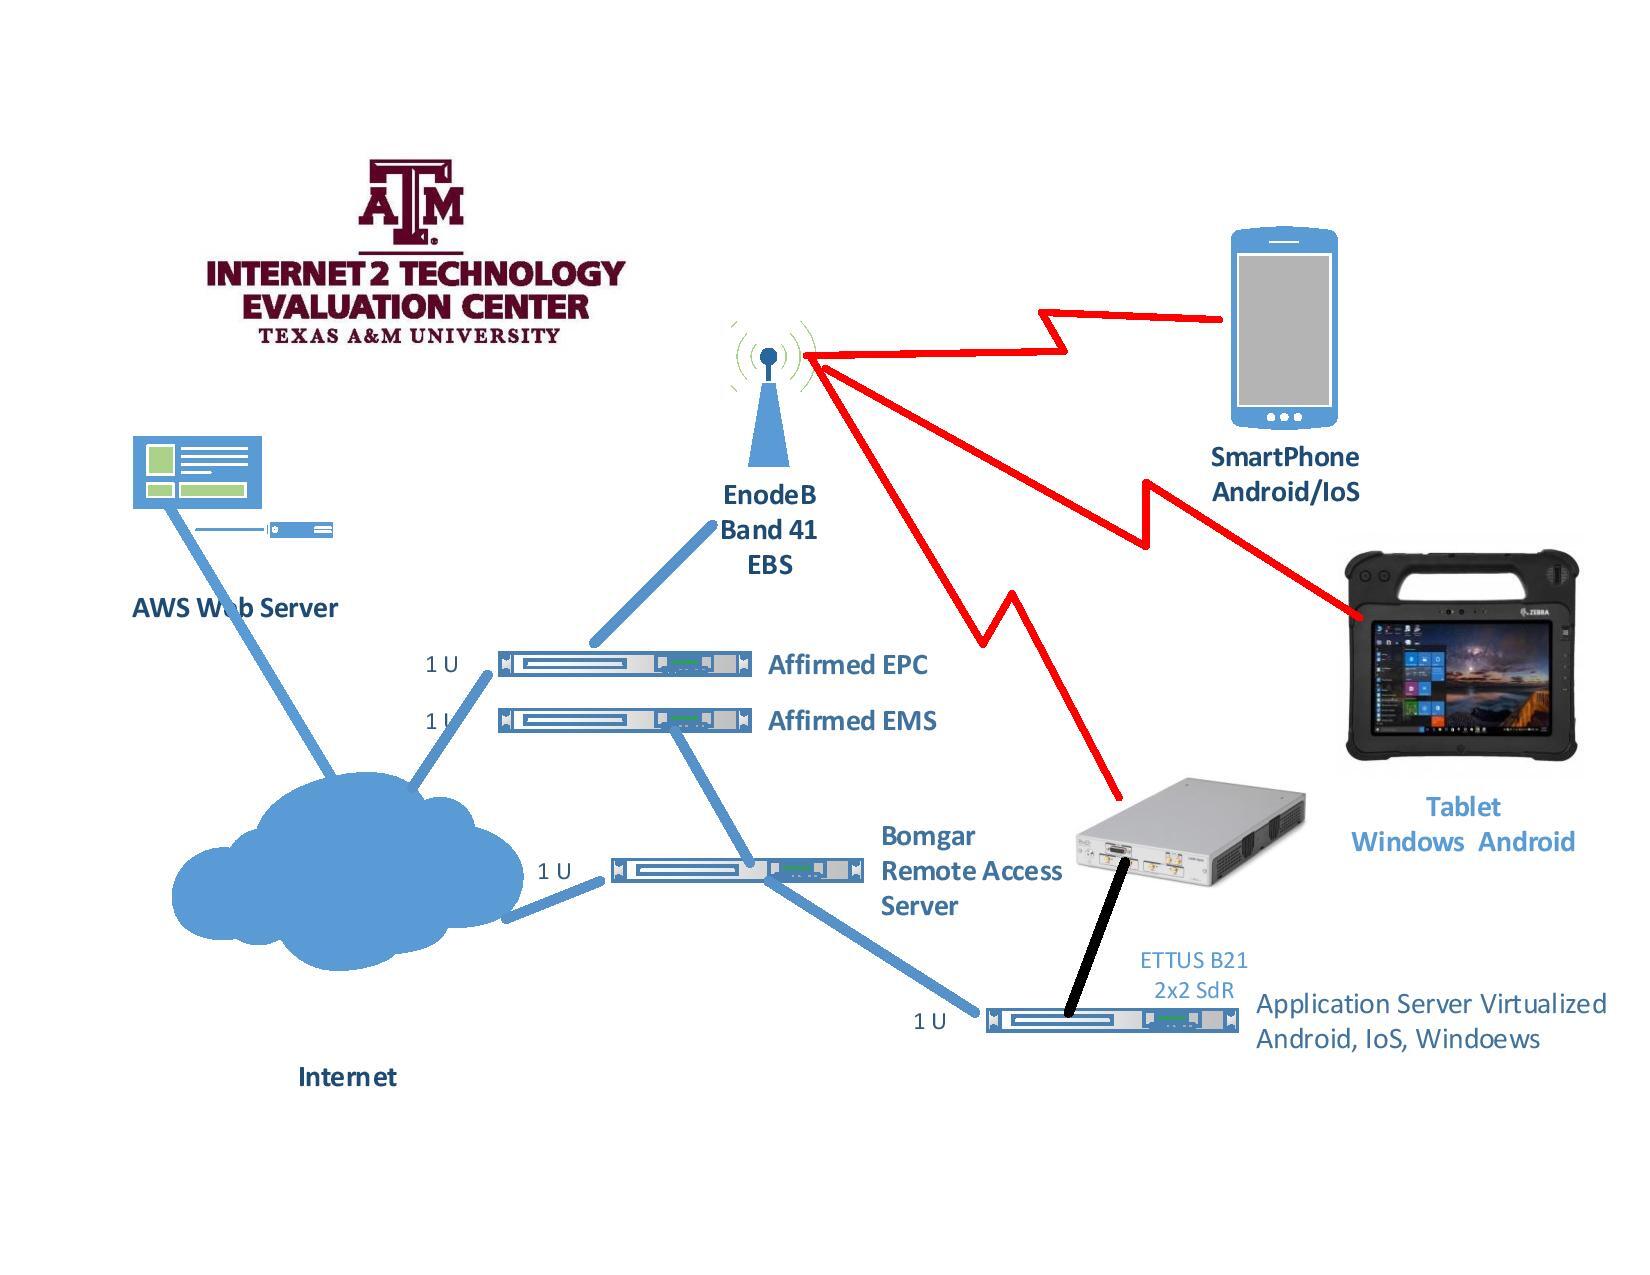 ATM
INTERNET2 TECHNOLOGY
EVALUATION CENTER
TEXAS A&M UNIVERSITY
SmartPhone
Android/IoS
EnodeB
Band 41
EBS
AWS Web Server
1 U
Affirmed EPC
1 U
Affirmed EMS
ZEBRA
Tablet
Windows Android
Bomgar
Remote Access
Server
1 U
ETTUS B21
2x2 SdR
1 U
Application Server Virtualized
Android, IoS, Windoews
Internet